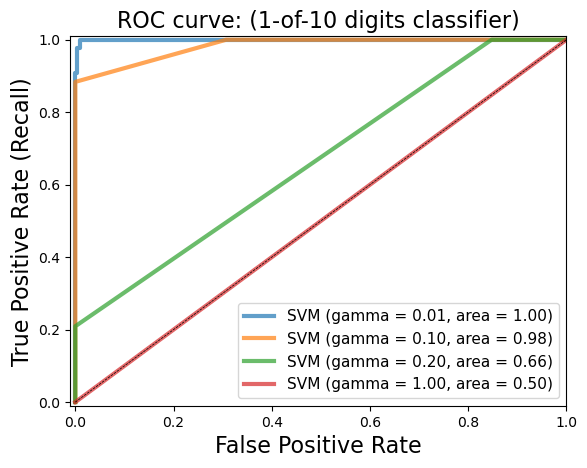 ROC curve: (1-of-10 digits classifier)
True Positive Rate (Recall)
1.0
0.8
0.6
0.4
0.2
0.0
SVM (gamma = 0.01, area = 1.00)
SVM (gamma = 0.10, area = 0.98)
SVM (gamma = 0.20, area = 0.66)
SVM (gamma = 1.00, area = 0.50)
0.0 0.2 0.4 0.6 0.8 1.0
False Positive Rate